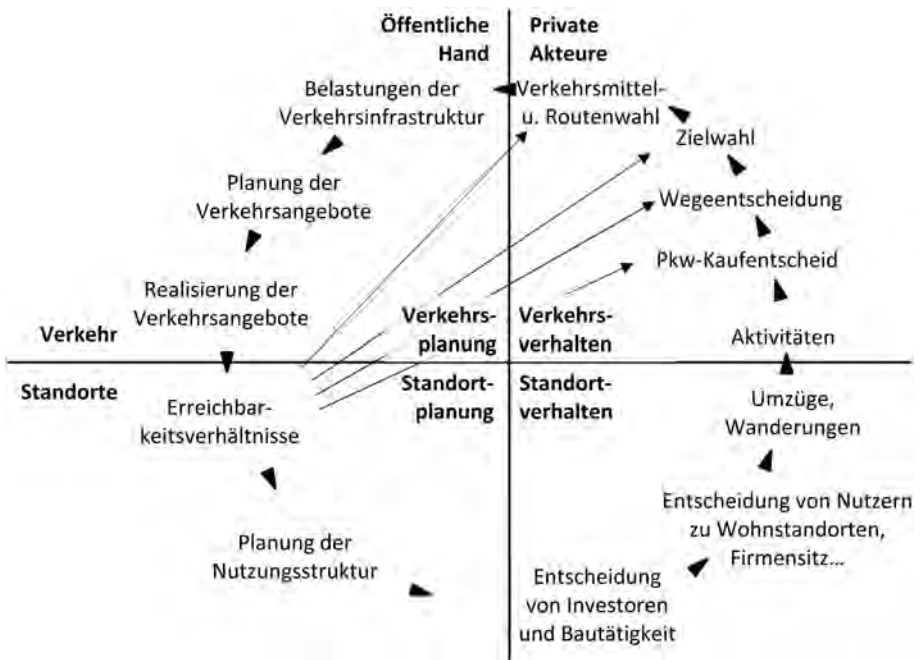 Öffentliche
Hand
Private
Akteure
Belastungen der
Verkehrsinfrastruktur
Verkehrsmittel-
u. Routenwahl
Zielwahl
Planung der
Verkehrsangebote
Wegeentscheidung
Pkw-Kaufentscheid
Realisierung der
Verkehrsangebote
Verkehrs-
planung
Verkehrs-
verhalten
Verkehr
Aktivitäten
Standorte
Standort-
planung
Standort-
verhalten
Erreichbar-
keitsverhältnisse
Umzüge,
Wanderungen
Entscheidung von Nutzern
zu Wohnstandorten,
Firmensitz...
Planung der
Nutzungsstruktur
Entscheidung
von Investoren
und Bautätigkeit